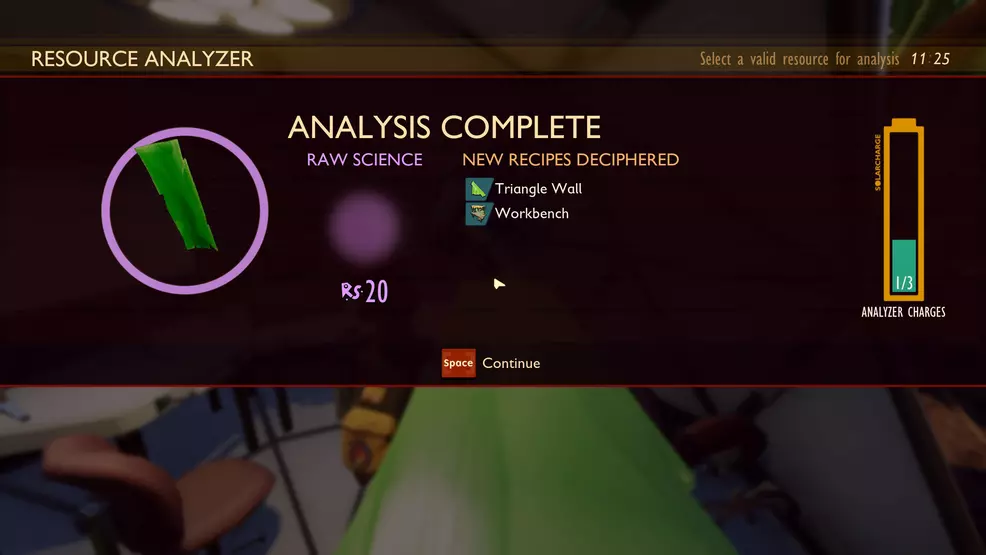 RESOURCE ANALYZER
Select a valid resource for analysis 11:25
ANALYSIS COMPLETE
RAW SCIENCE
NEW RECIPES DECIPHERED
Triangle Wall
Workbench
RS 20
SOLARCHARGE
1/3
ANALYZER CHARGES
Space Continue